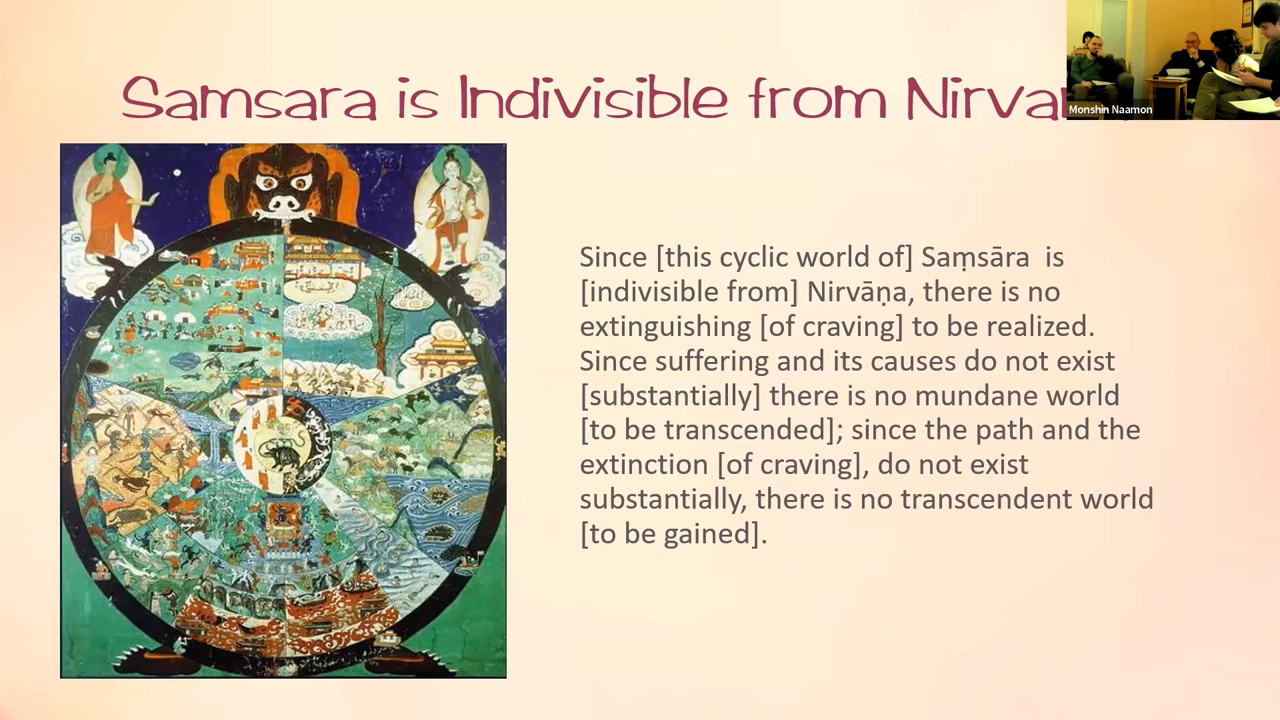 Samsara is Indivisible from
Monshin Naamon
Since [this cyclic world of] Saṃsāra is
[indivisible from] Nirvāṇa, there is no
extinguishing [of craving] to be realized.
Since suffering and its causes do not exist
[substantially] there is no mundane world
[to be transcended]; since the path and the
extinction [of craving], do not exist
substantially, there is no transcendent world
[to be gained].